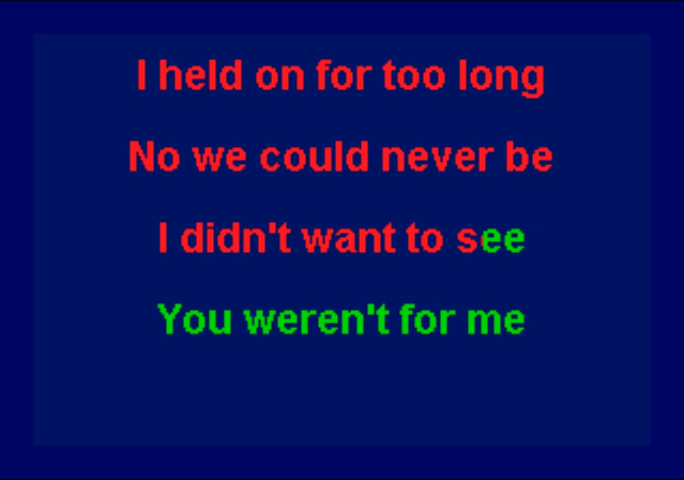 I held on for too long
No we could never be
I didn't want to see
You weren't for me